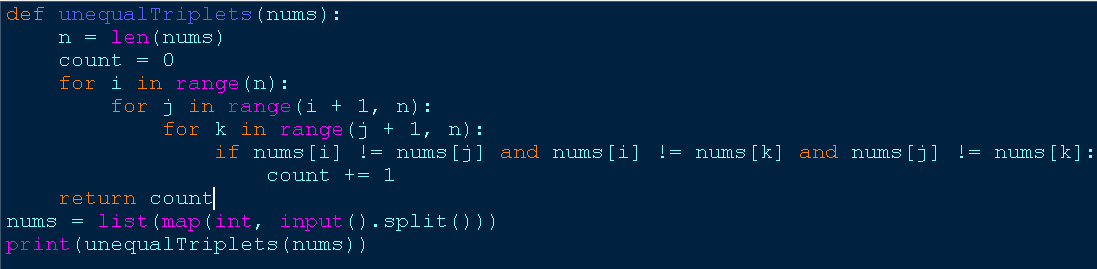 def unequalTriplets(nums):
    n = len(nums)
    count = 0
    for i in range(n):
        for j in range(i + 1, n):
            for k in range(j + 1, n):
                if nums[i] != nums[j] and nums[i] != nums[k] and nums[j] != nums[k]:
                    count += 1
    return count
nums = list(map(int, input().split()))
print(unequalTriplets(nums))